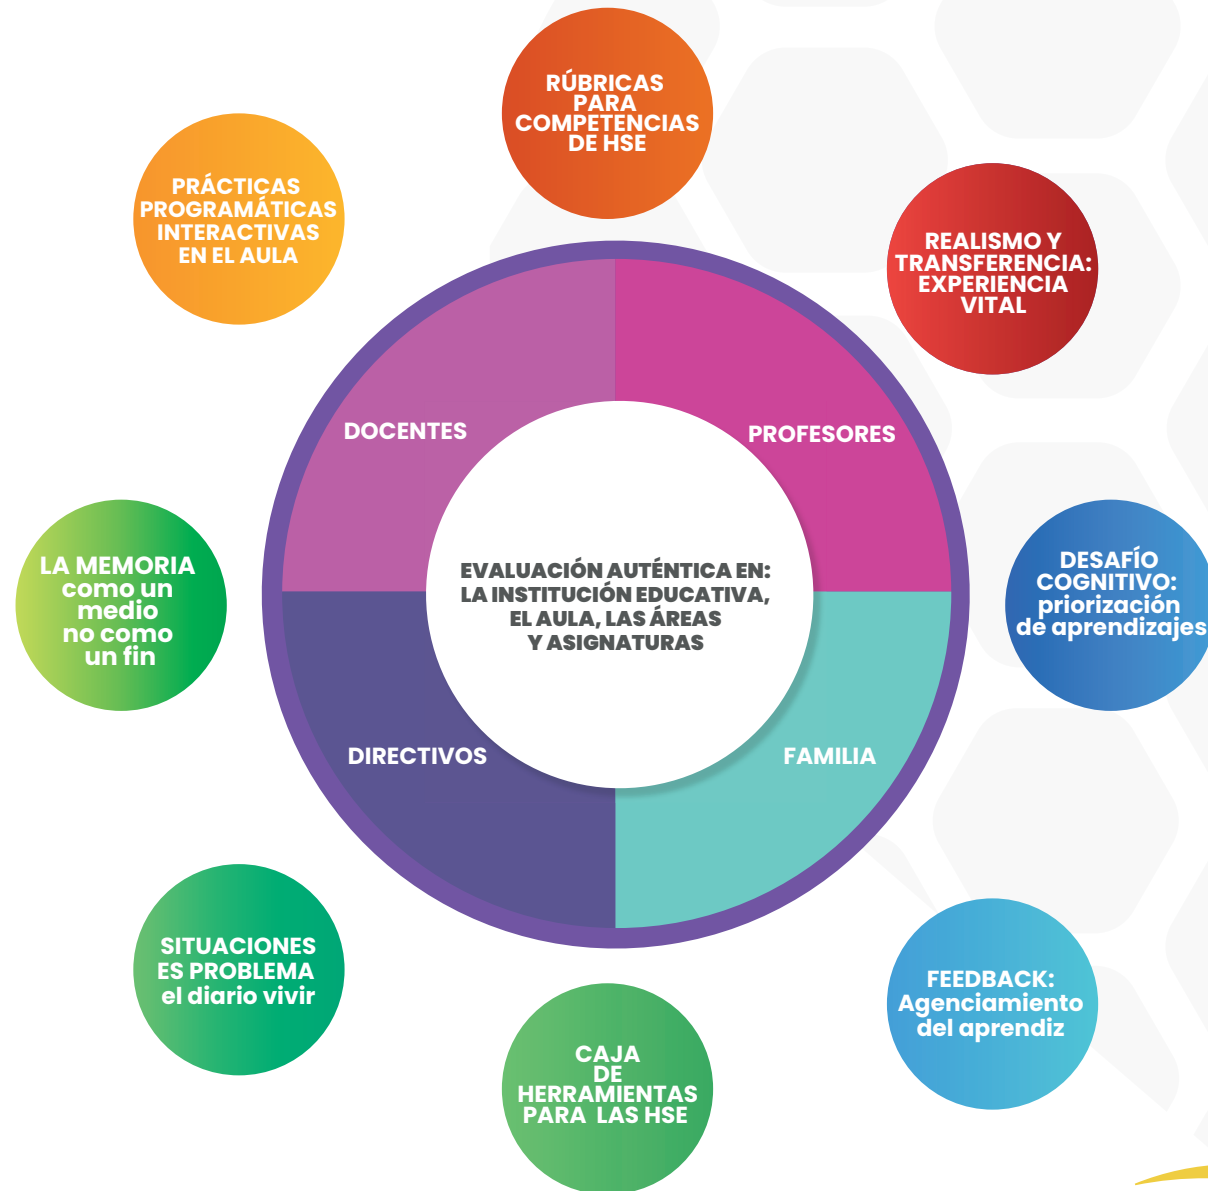 RÚBRICAS
PARA
COMPETENCIAS
DE HSE
PRÁCTICAS
PROGRAMÁTICAS
INTERACTIVAS
EN EL AULA
REALISMO Y
TRANSFERENCIA:
EXPERIENCIA
VITAL
DOCENTES
PROFESORES
LA MEMORIA
como un
medio
no como
un fin
EVALUACIÓN AUTÉNTICA EN:
LA INSTITUCIÓN EDUCATIVA,
EL AULA, LAS ÁREAS
Y ASIGNATURAS
DESAFÍO
COGNITIVO:
priorización
de aprendizajes
DIRECTIVOS
FAMILIA
SITUACIONES
ES PROBLEMA
el diario vivir
FEEDBACK:
Agenciamiento
del aprendiz
CAJA
DE
HERRAMIENTAS
PARA LAS HSE